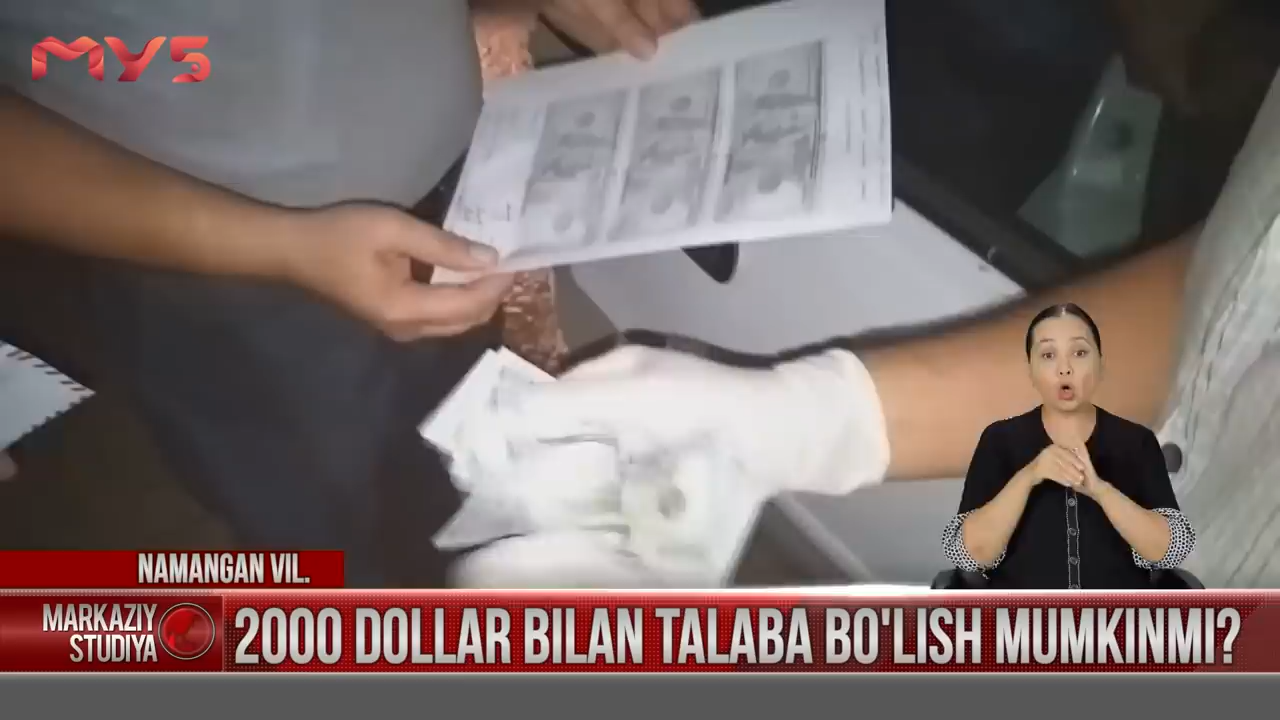 MY5
NAMANGAN VIL.
MARKAZIY
STUDIYA
2000 DOLLAR BILAN TALABA BO'LISH MUMKINMI?